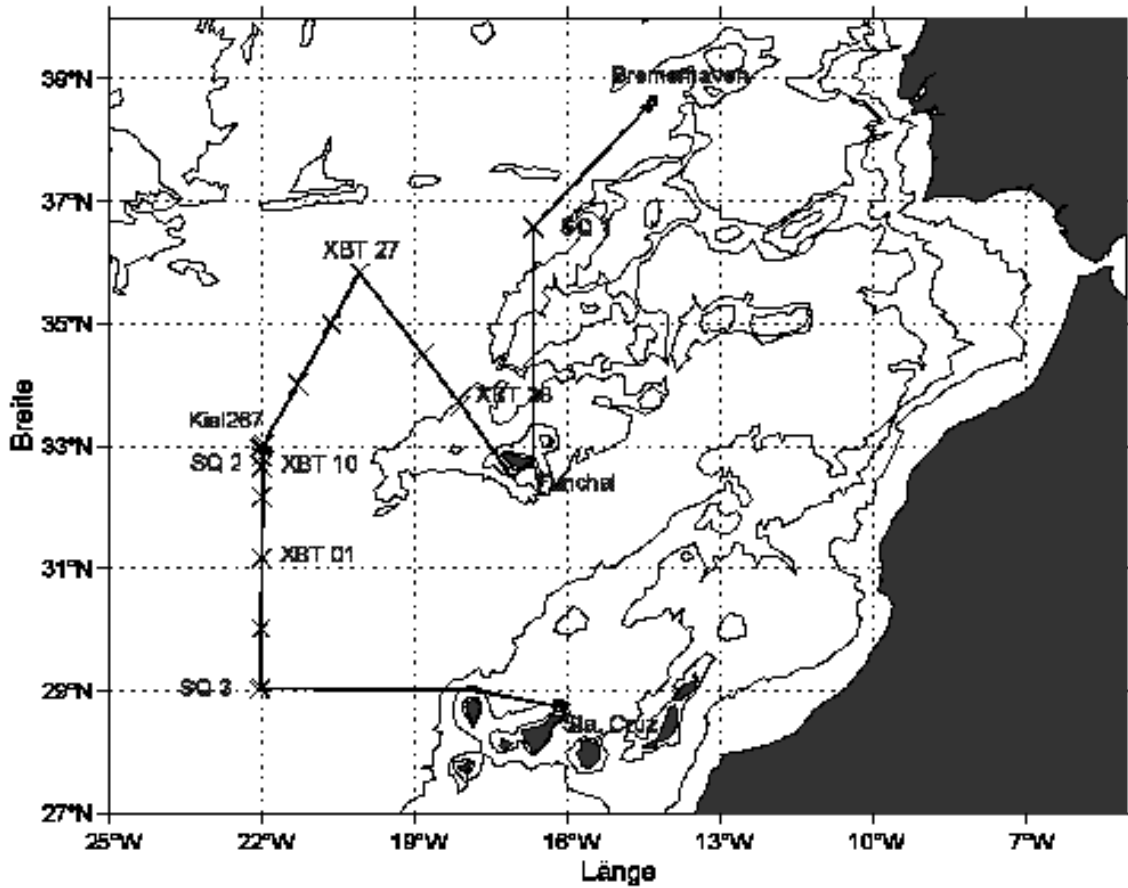 39°N
Bremerhaven
37°N
SQ 1
XBT 27
35°N
XBT
Kiel267
33°N
SQ 2
XBT 10
Funchal
31°N
XBT 01
29°N
SQ 3
Sta. Cruz
27°N
25°W 22°W 19°W 16°W 13°W 10°W 7°W
Länge
Breite